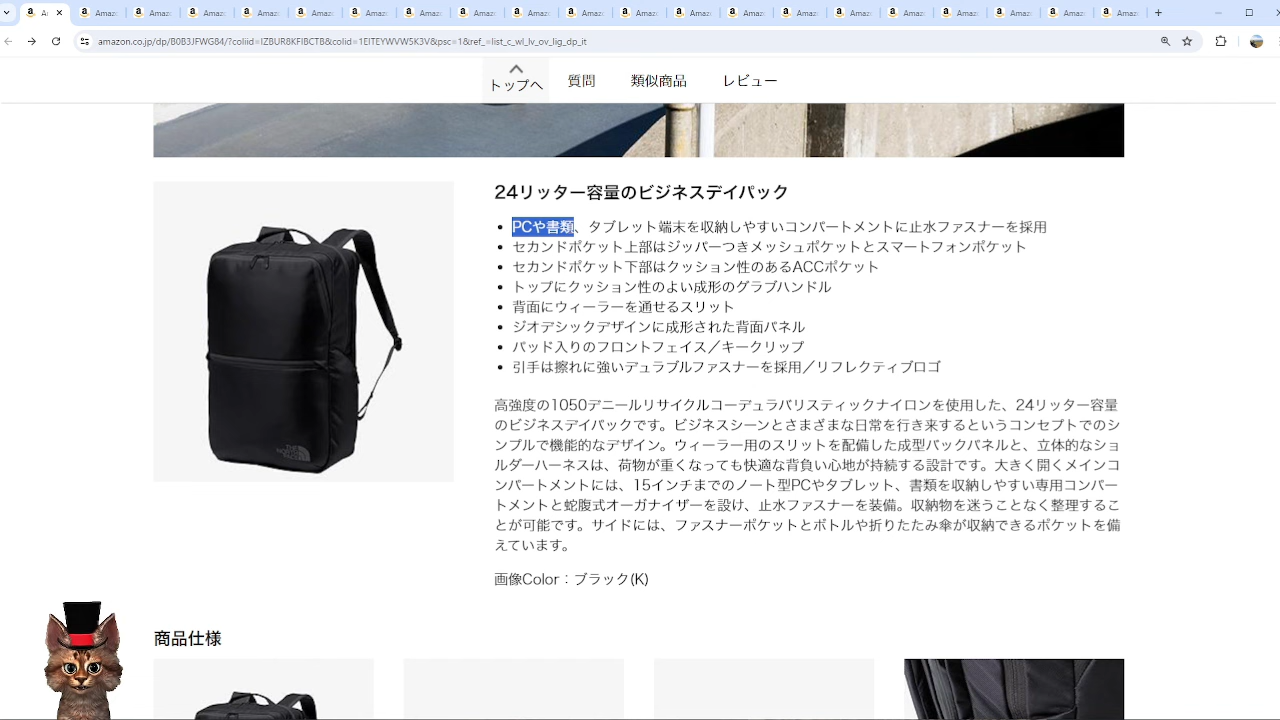 Amaz Amaz Amaz Amaz Amaz Amaz Amaz Amaz Amaz Amaz Amaz Amaz Amaz Amaz Amaz Amaz Amaz Amaz Amaz Amaz Amaz Amaz Amaz Amaz Amaz
amazon.co.jp/dp/B0B3JFWG84/?coliid=IZBUR8KFIBCTB&colid=1EITEYWVW5K3V&psc=1&ref_=list_c_wl_lv_ov_lig_dp_it
トップへ 質問 類似商品 レビュー
24リッター容量のビジネスデイパック
• PCや書類、タブレット端末を収納しやすいコンパートメントに止水ファスナーを採用
• セカンドポケット上部はジッパーつきメッシュポケットとスマートフォンポケット
• セカンドポケット下部はクッション性のあるACCポケット
• トップにクッション性のよい成形のグラブハンドル
• 背面にウィーラーを通せるスリット
• ジオデシックデザインに成形された背面パネル
• パッド入りのフロントフェイス／キークリップ
• 引手は擦れに強いデュラブルファスナーを採用／リフレクティブロゴ
高強度の1050デニールリサイクルコーデュラバリスティックナイロンを使用した、24リッター容量
のビジネスデイパックです。ビジネスシーンとさまざまな日常を行き来するというコンセプトでのシ
ンプルで機能的なデザイン。ウィーラー用のスリットを配備した成型バックパネルと、立体的なショ
ルダーハーネスは、荷物が重くなっても快適な背負い心地が持続する設計です。大きく開くメインコ
ンパートメントには、15インチまでのノート型PCやタブレット、書類を収納しやすい専用コンパー
トメントと蛇腹式オーガナイザーを設け、止水ファスナーを装備。収納物を迷うことなく整理するこ
とが可能です。サイドには、ファスナーポケットとボトルや折りたたみ傘が収納できるポケットを備
えています。
画像Color：ブラック(K)
THE
NORTH
FACE
商品仕様